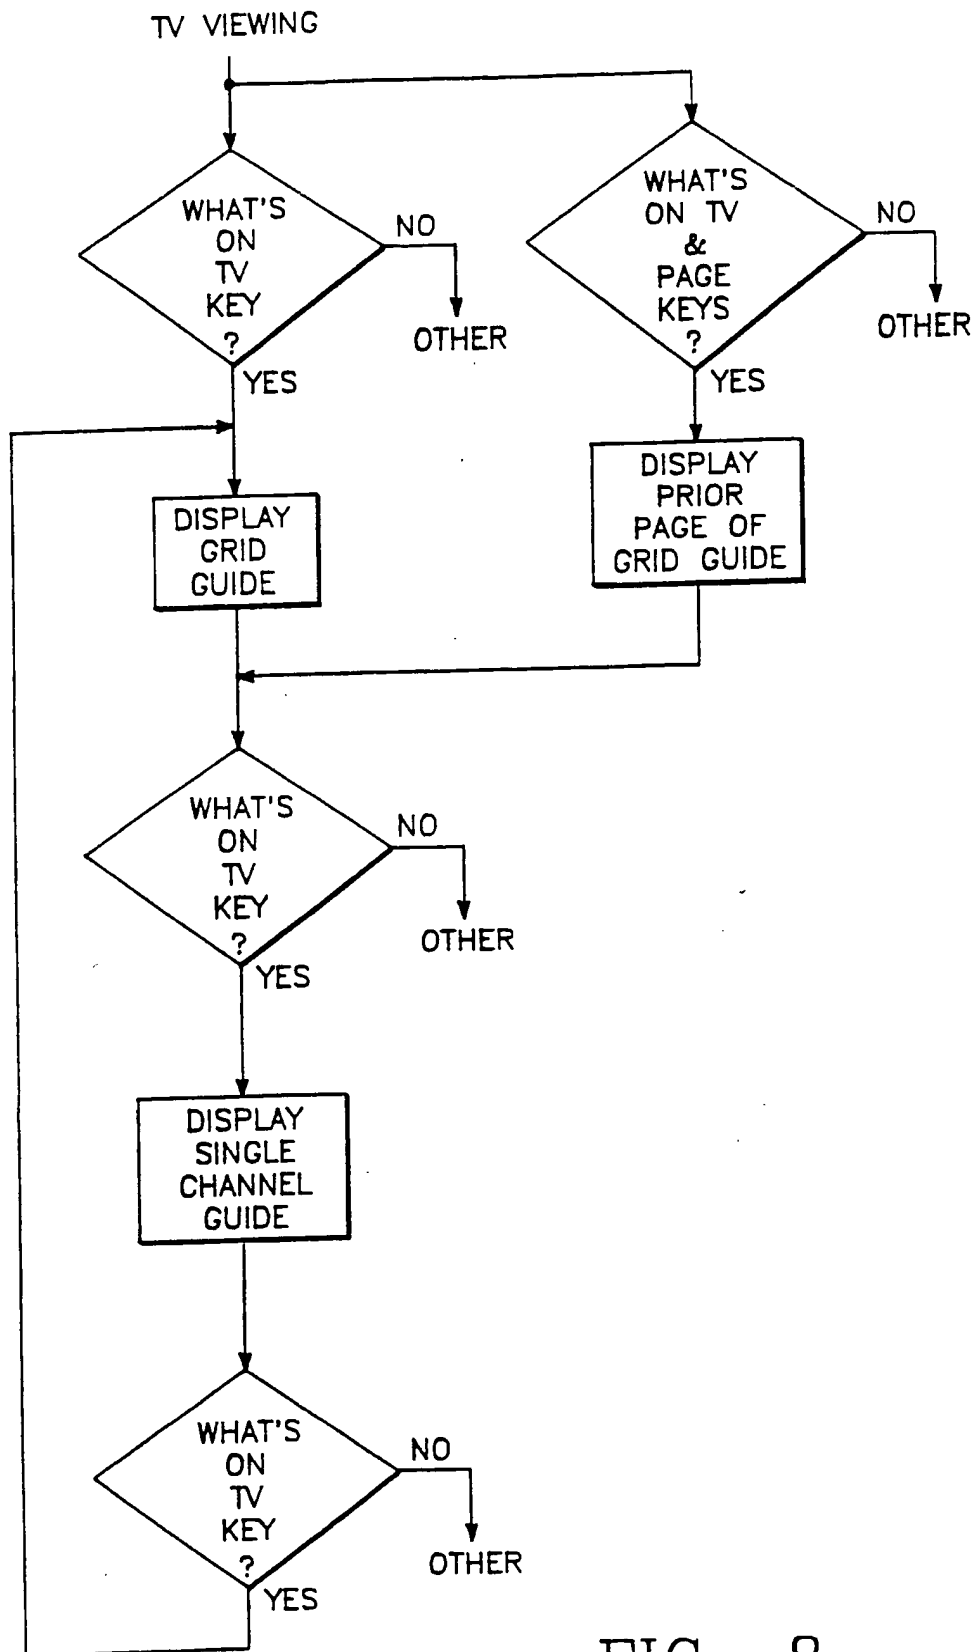 TV VIEWING
WHAT'S
ON
TV
KEY
?
NO
OTHER
YES
WHAT'S
ON TV
&
PAGE
KEYS
?
NO
OTHER
YES
DISPLAY
GRID
GUIDE
DISPLAY
PRIOR
PAGE OF
GRID GUIDE
WHAT'S
ON
TV
KEY
?
NO
OTHER
YES
DISPLAY
SINGLE
CHANNEL
GUIDE
WHAT'S
ON
TV
KEY
?
NO
OTHER
YES
FIG. 8